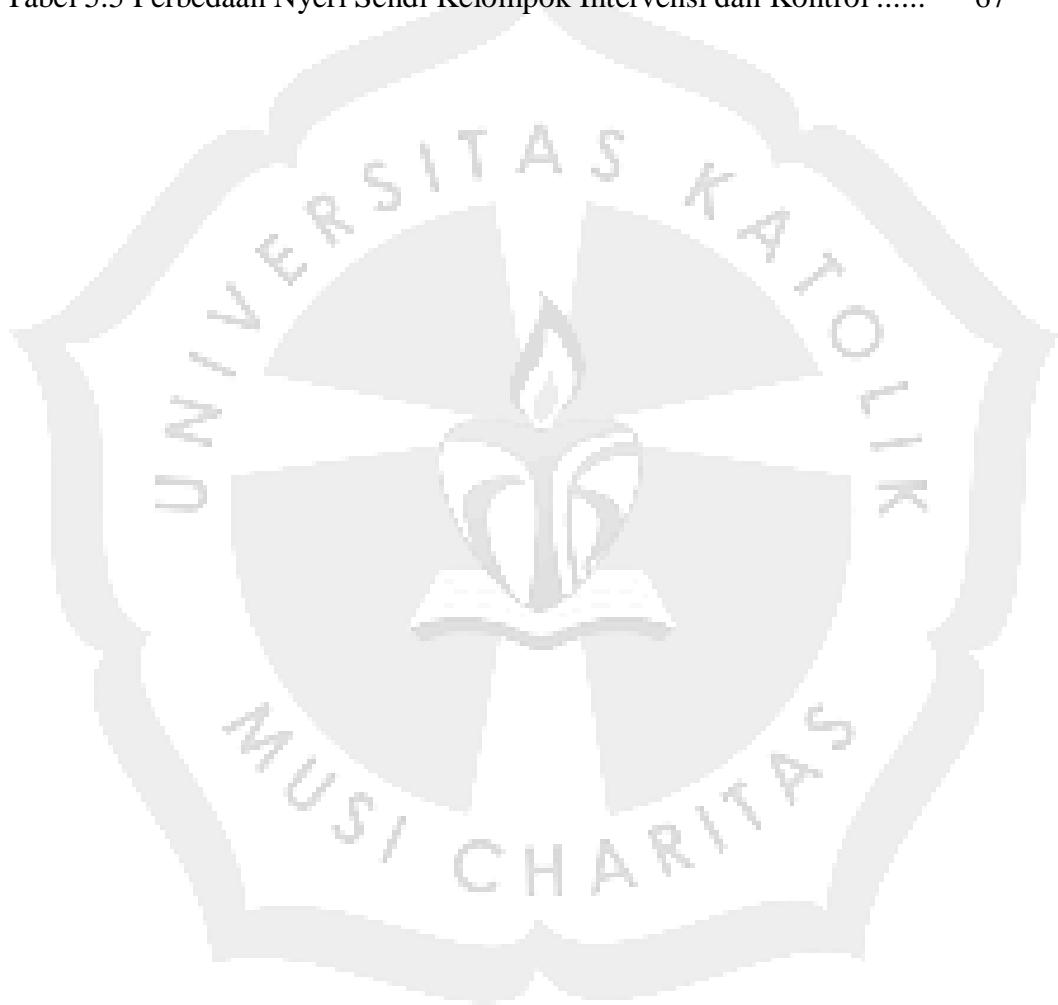 Tabel 5.5 Perbedaan Nyeri Sendi Kelompok Intervensi dan Kontrol ...... 67
UNIVERSITAS KATOLIK
MUSI CHARITAS